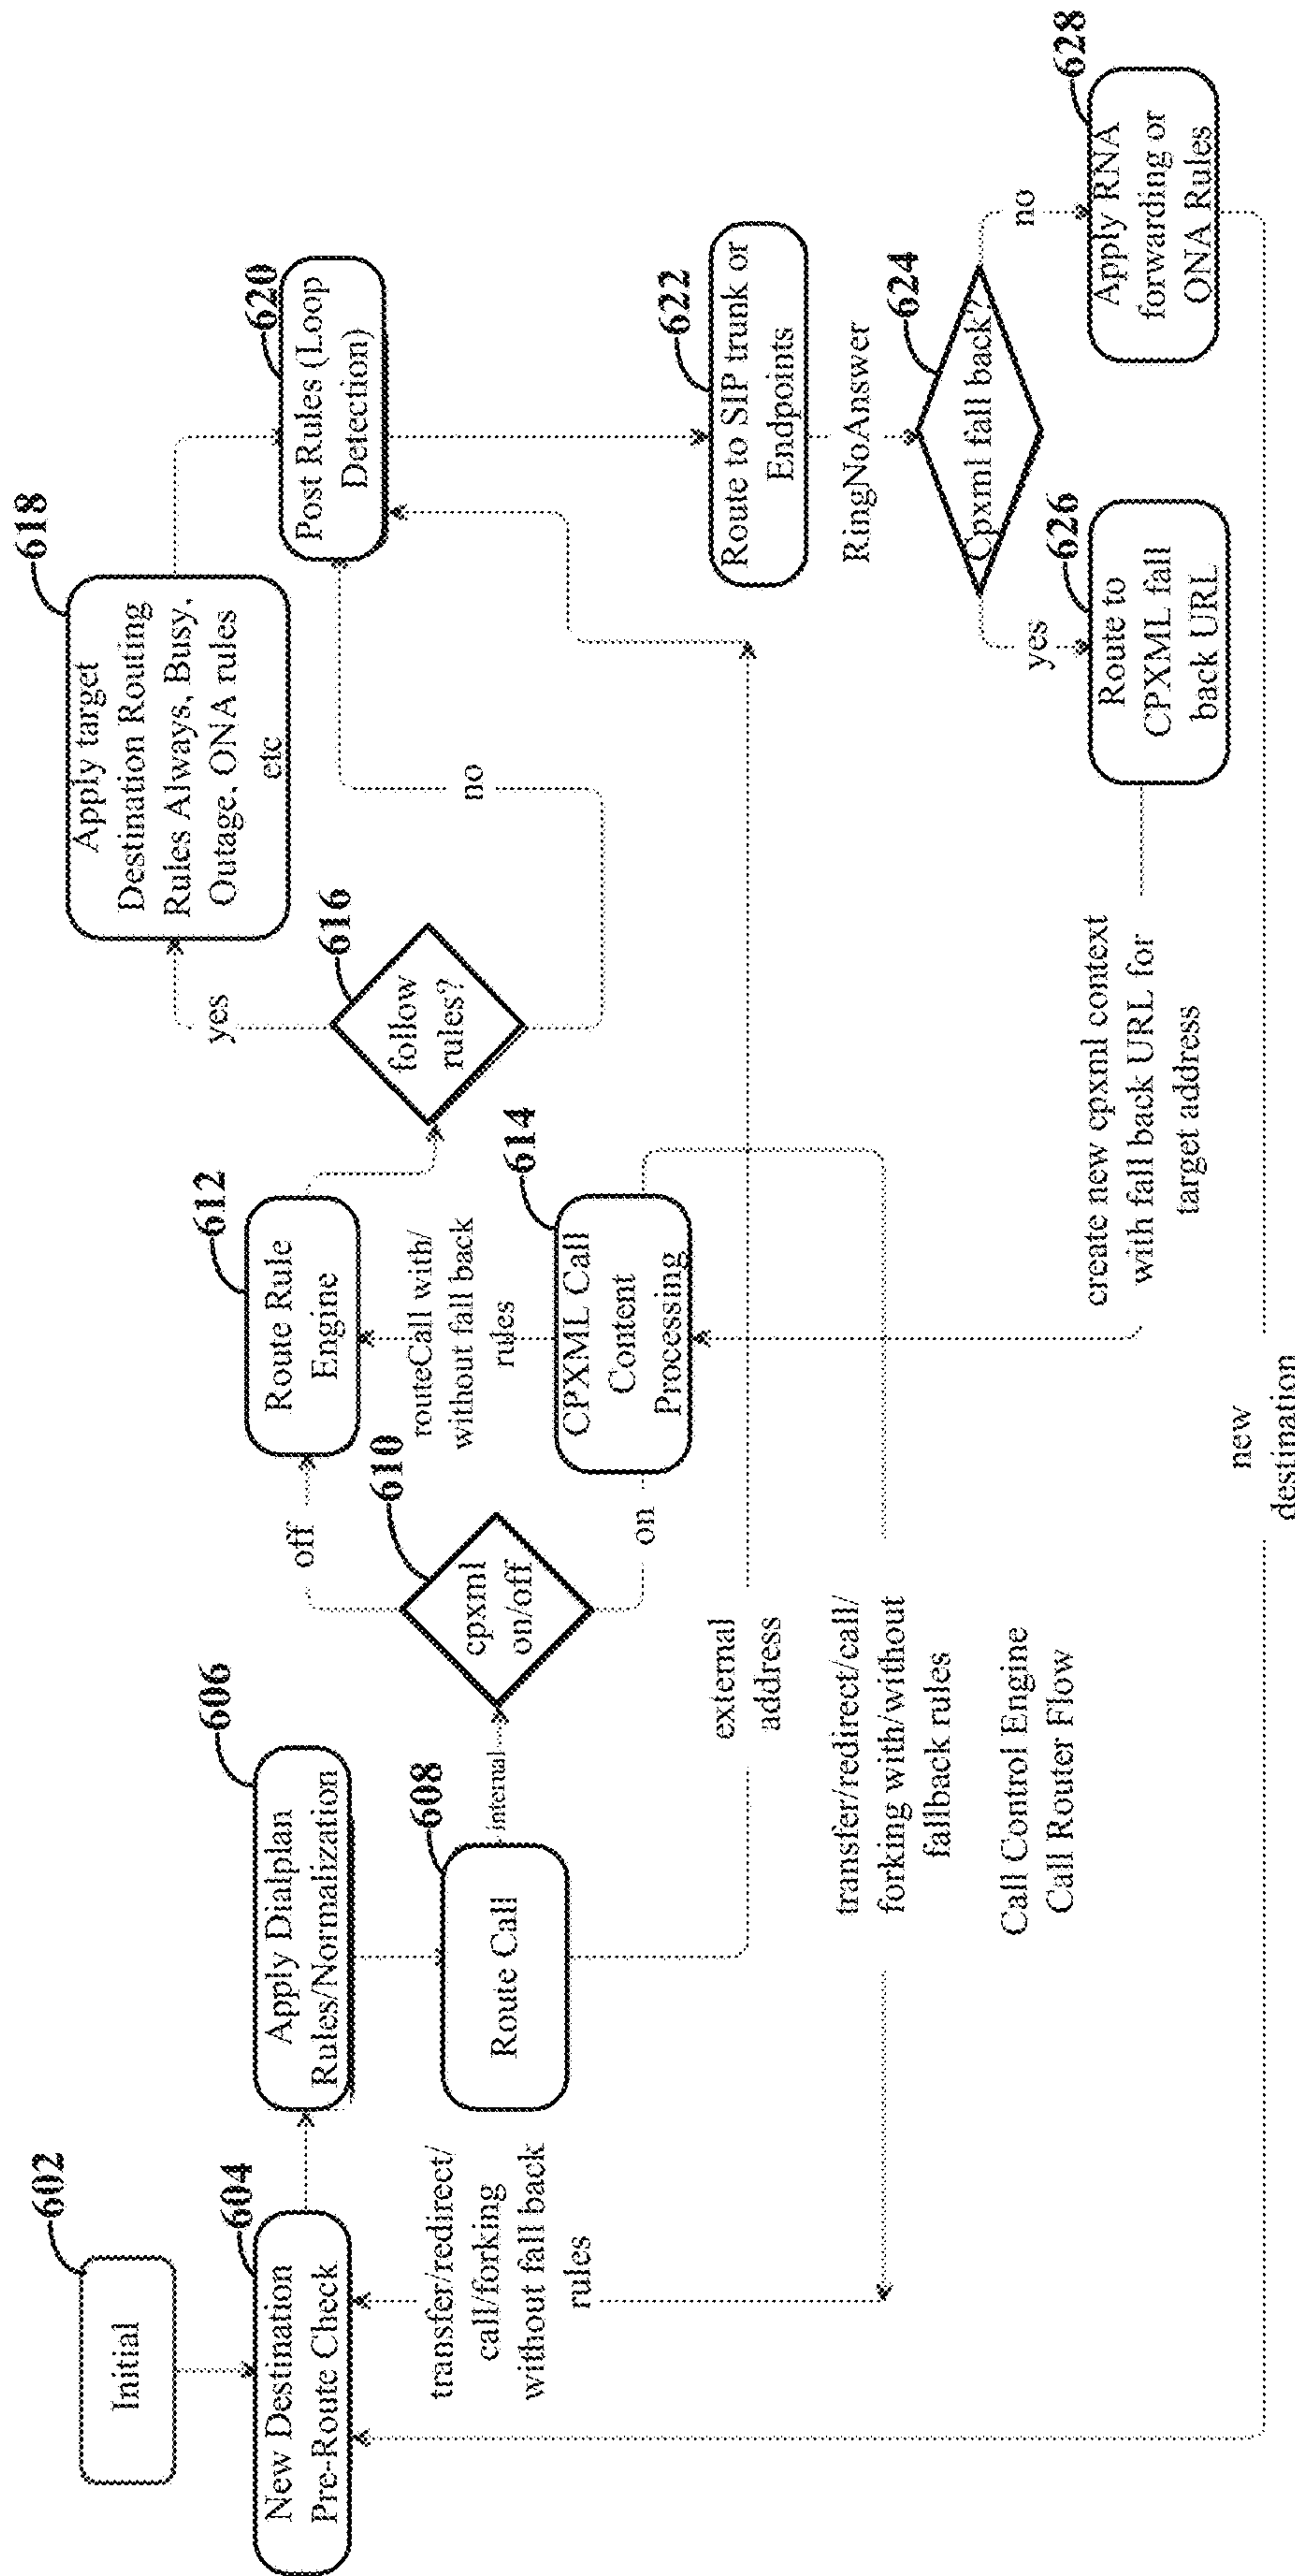 602
Initial
604
New Destination
Pre-Route Check
606
Apply Dialplan
Rules/Normalization
608
Route Call
internal
610
cpxml
on/off
off
on
612
Route Rule
Engine
routeCall with/
without fall back
rules
614
CPXML Call
Content
Processing
616
follow
rules?
yes
no
618
Apply target
Destination Routing
Rules Always, Busy,
Outage, ONA rules
etc
620
Post Rules (Loop
Detection)
622
Route to SIP trunk or
Endpoints
RingNoAnswer
624
Cpxml fall back?
yes
no
626
Route to
CPXML fall
back URL
628
Apply RNA
forwarding or
ONA Rules
transfer/redirect/
call/forking
without fall back
rules
external
address
transfer/redirect/call/
forking with/without
fallback rules
create new cpxml context
with fall back URL for
target address
new
destination
Call Control Engine
Call Router Flow